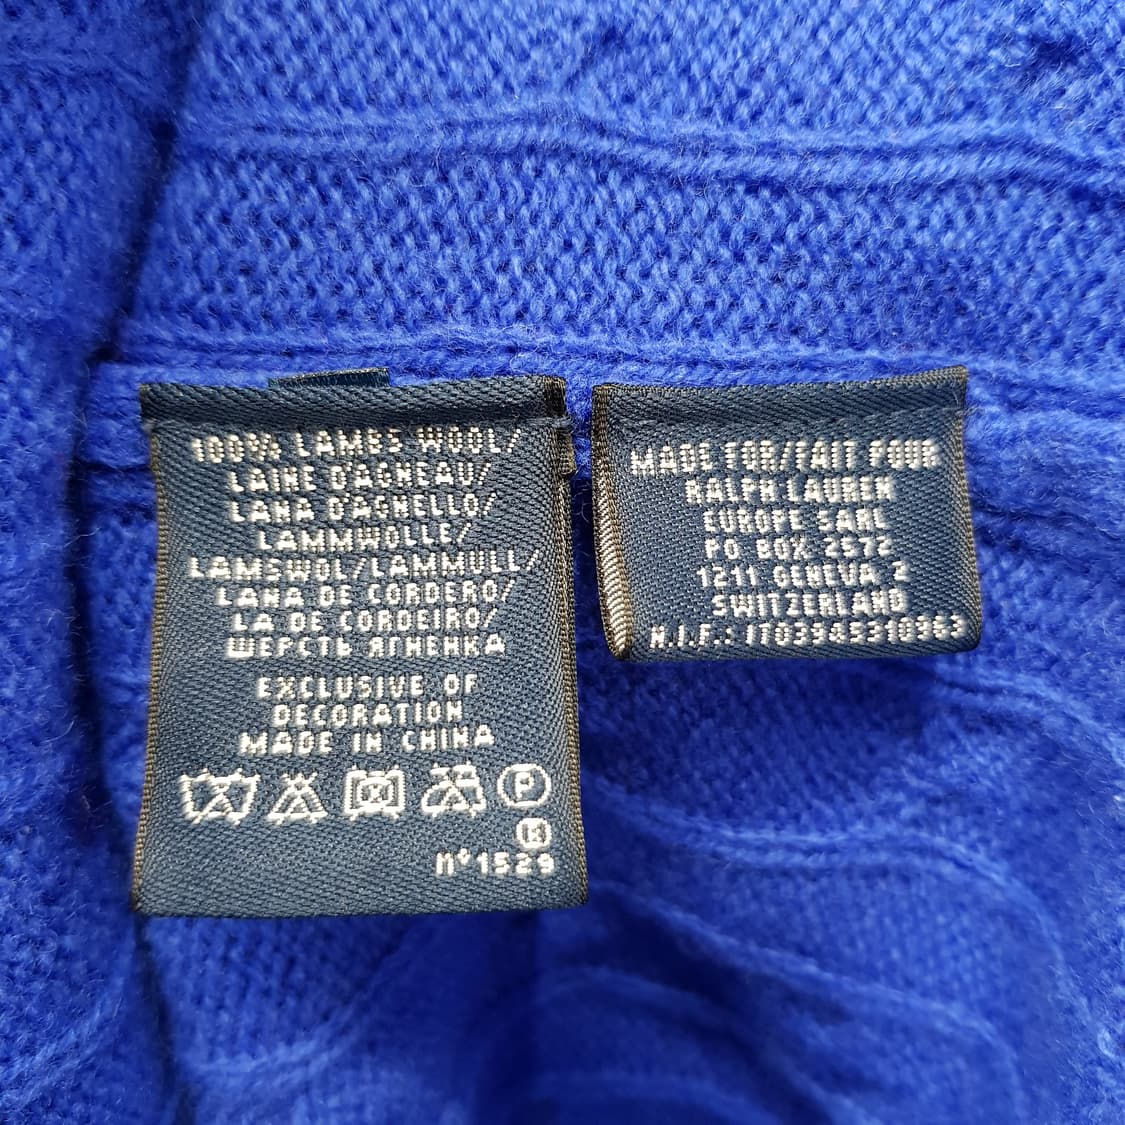 100% LAMBS WOOL/
LAINE D'AGNEAU/
LANA D'AGNELLO/
LAMMWOLLE/
LAMSWOL/LAMMULL/
LANA DE CORDERO/
LA DE CORDEIRO/
ШЕРСТЬ ЯГНЕНКА
EXCLUSIVE OF
DECORATION
MADE IN CHINA
P
K
n°1529
MADE FOR/FAIT POUR
RALPH LAUREN
EUROPE SARL
PO BOX 2572
1211 GENEVA 2
SWITZERLAND
N.I.F.: IT03945310963